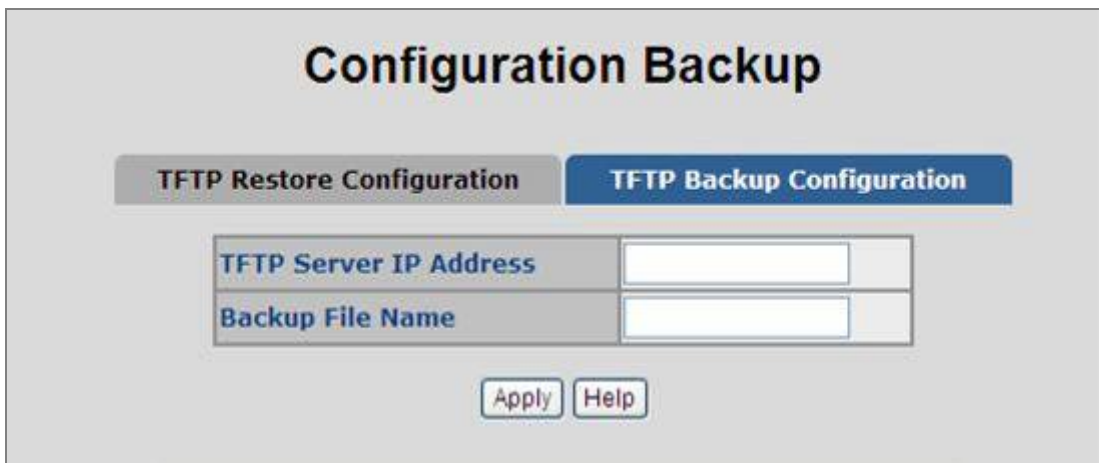 Configuration Backup
TFTP Restore Configuration TFTP Backup Configuration
TFTP Server IP Address
Backup File Name
Apply Help